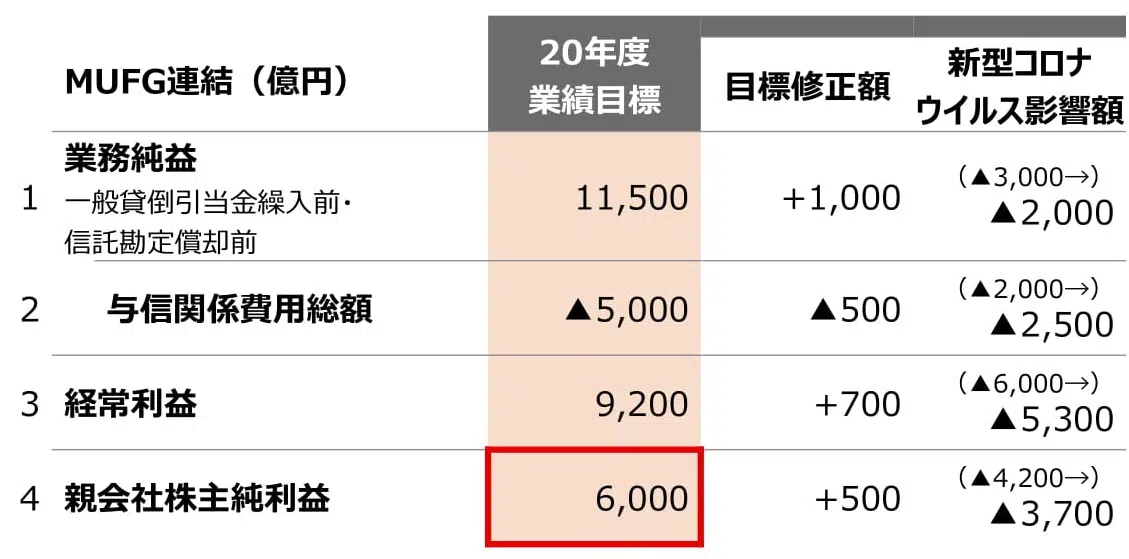 MUFG連結（億円）
20年度
業績目標
目標修正額
新型コロナ
ウイルス影響額
1
業務純益
一般貸倒引当金繰入前・
信託勘定償却前
11,500
+1,000
（▲3,000→）
▲2,000
2
与信関係費用総額
▲5,000
▲500
（▲2,000→）
▲2,500
3
経常利益
9,200
+700
（▲6,000→）
▲5,300
4
親会社株主純利益
6,000
+500
（▲4,200→）
▲3,700